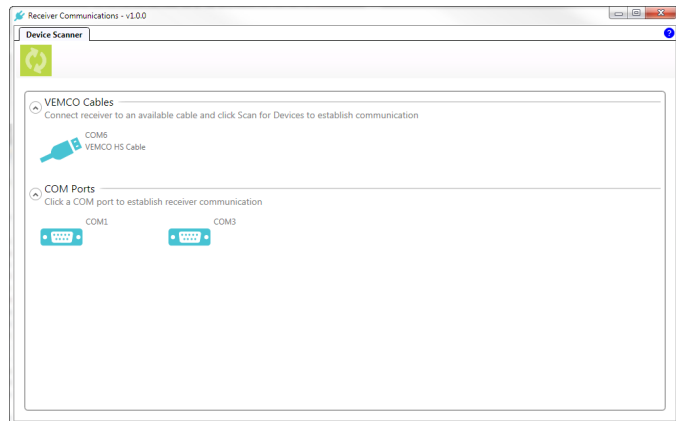 Receiver Communications - v1.0.0
Device Scanner
?
VEMCO Cables
Connect receiver to an available cable and click Scan for Devices to establish communication
COM6
VEMCO HS Cable
COM Ports
Click a COM port to establish receiver communication
COM1 COM3